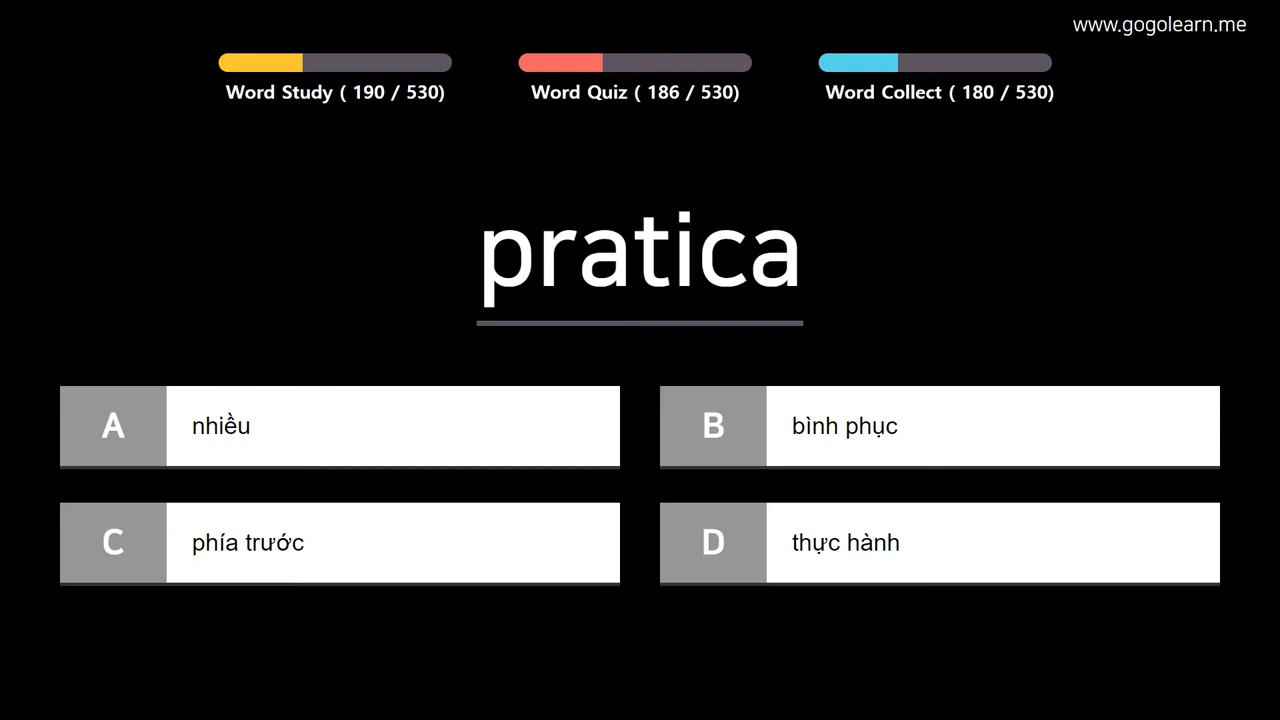 www.gogolearn.me
Word Study ( 190 / 530)
Word Quiz ( 186 / 530)
Word Collect ( 180 / 530)
pratica
A nhiều
B bình phục
C phía trước
D thực hành